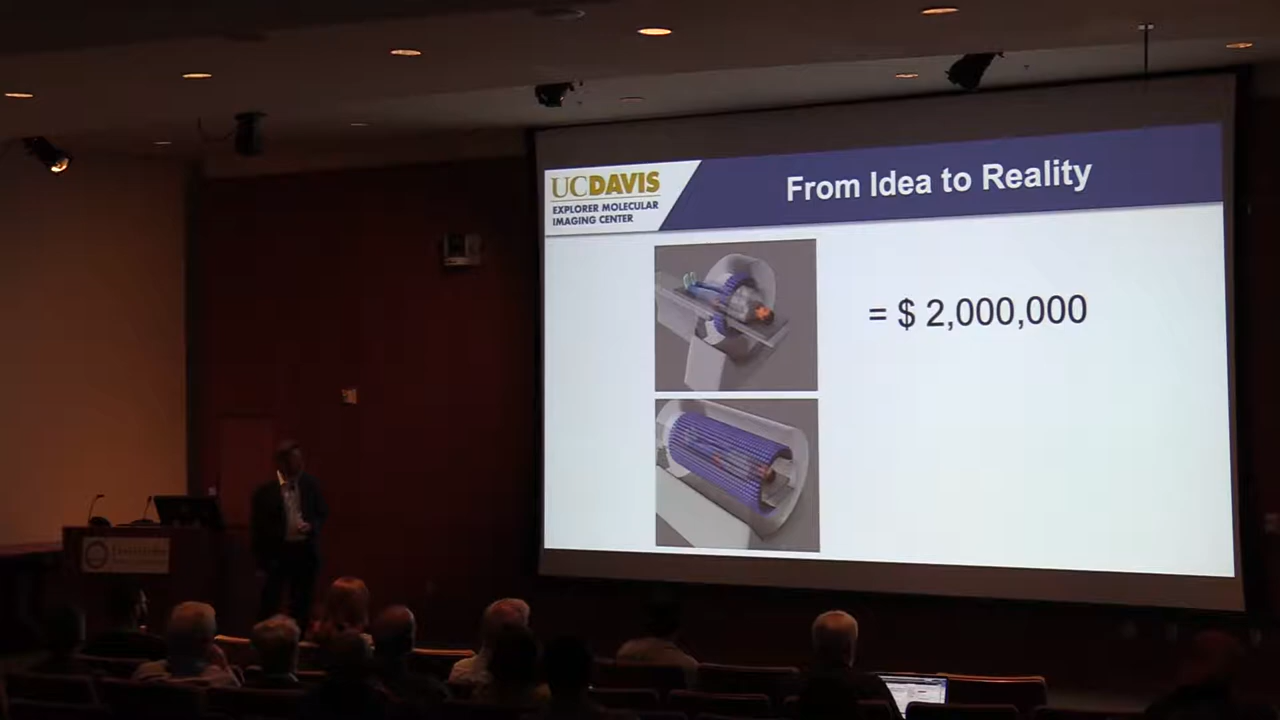 From Idea to Reality
UCDAVIS
EXPLORER MOLECULAR
IMAGING CENTER
= $ 2,000,000